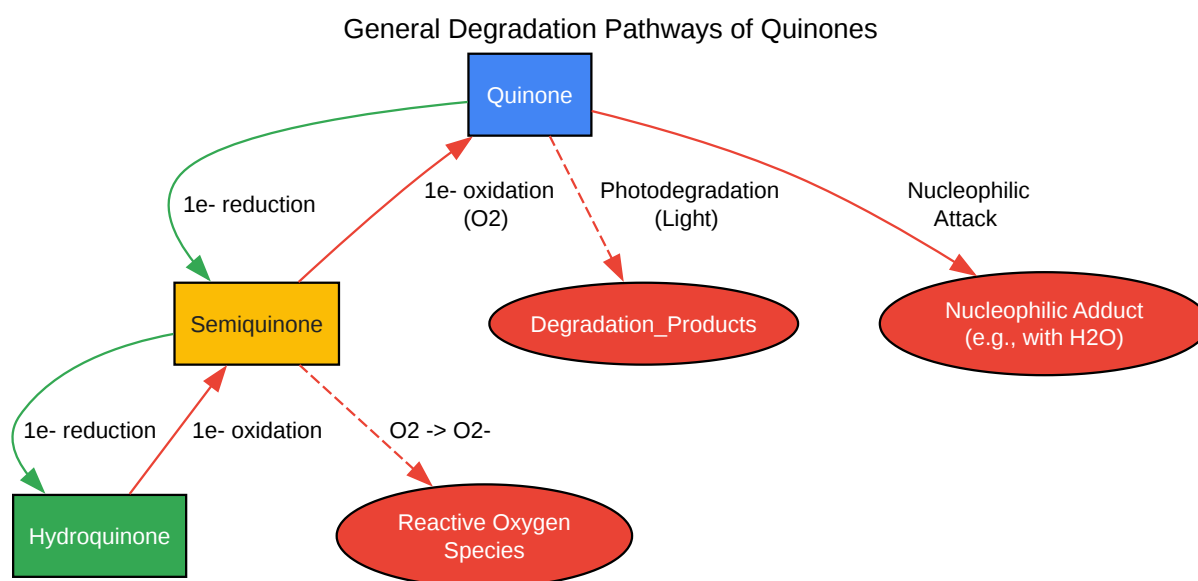 General Degradation Pathways of Quinones
Quinone
1e- reduction
1e- oxidation
(O2)
Photodegradation
(Light)
Nucleophilic
Attack
Semiquinone
Degradation_Products
Nucleophilic Adduct
(e.g., with H2O)
1e- reduction
1e- oxidation
O2 -> O2-
Hydroquinone
Reactive Oxygen
Species